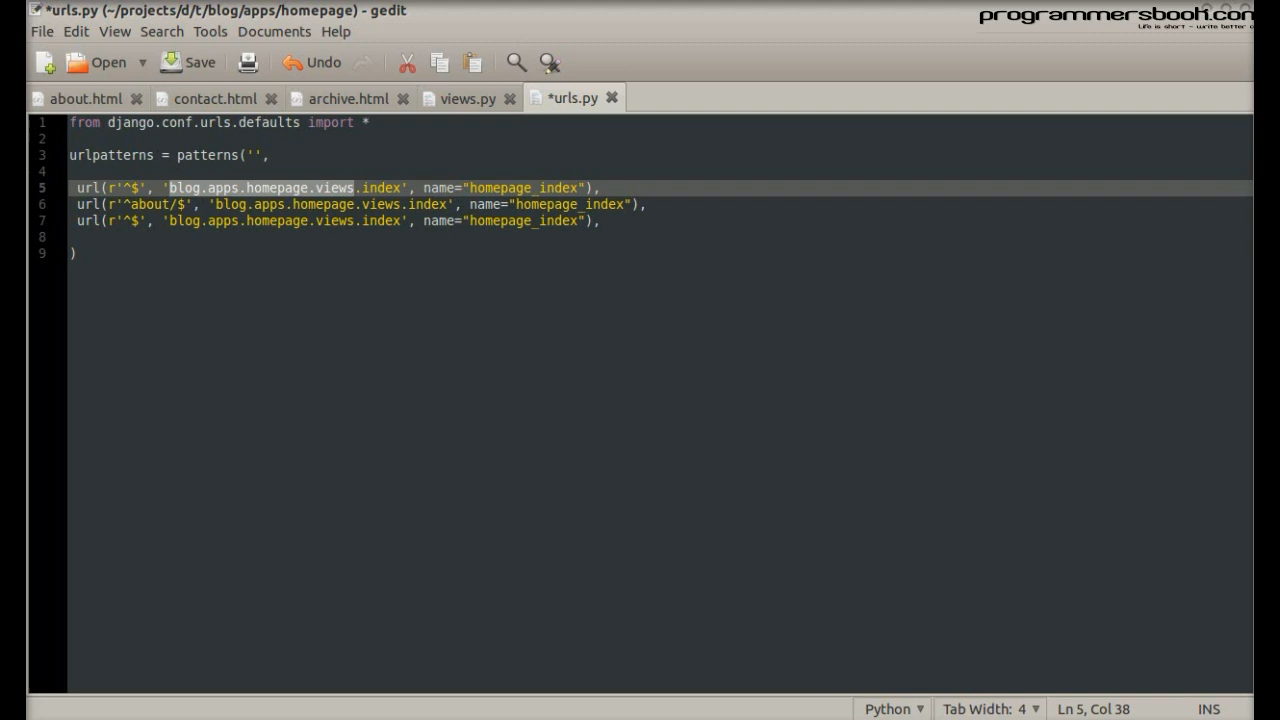 *urls.py (~/projects/d/t/blog/apps/homepage) - gedit
programmersbook.com
Life is short - write better c
File Edit View Search Tools Documents Help
Open Save Undo
about.html contact.html archive.html views.py *urls.py
1 from django.conf.urls.defaults import *
2
3 urlpatterns = patterns('',
4
5 url(r'^$', 'blog.apps.homepage.views.index', name="homepage_index"),
6 url(r'^about/$', 'blog.apps.homepage.views.index', name="homepage_index"),
7 url(r'^$', 'blog.apps.homepage.views.index', name="homepage_index"),
8
9 )
Python Tab Width: 4 Ln 5, Col 38 INS